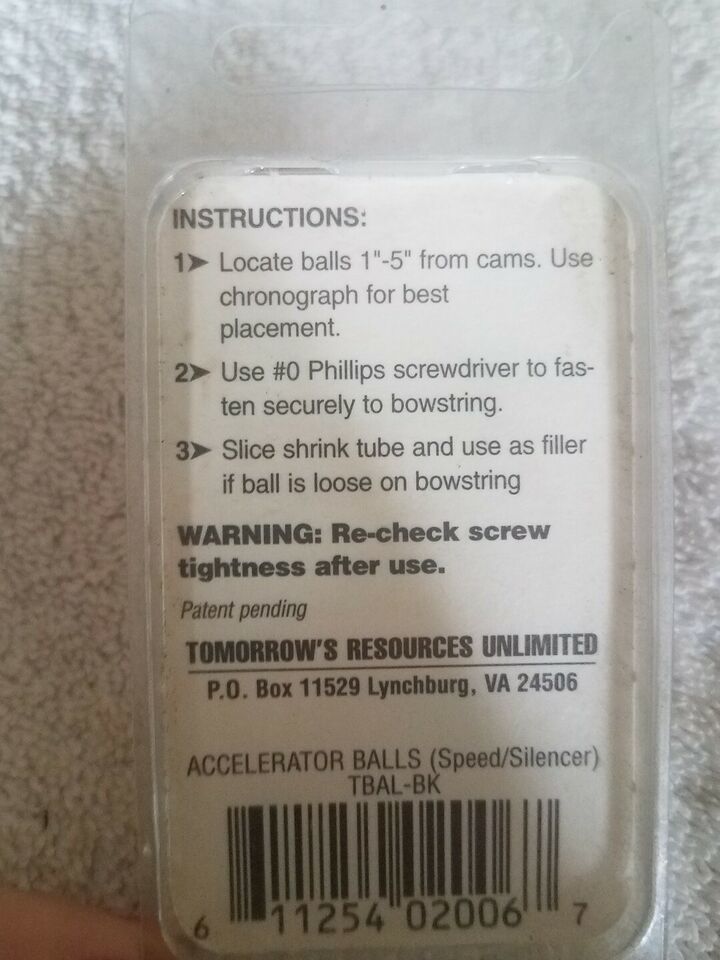 INSTRUCTIONS:
1➤ Locate balls 1"-5" from cams. Use
chronograph for best
placement.
2➤ Use #0 Phillips screwdriver to fas-
ten securely to bowstring.
3➤ Slice shrink tube and use as filler
if ball is loose on bowstring
WARNING: Re-check screw
tightness after use.
Patent pending
TOMORROW'S RESOURCES UNLIMITED
P.O. Box 11529 Lynchburg, VA 24506
ACCELERATOR BALLS (Speed/Silencer)
TBAL-BK
6 11254 02006 7